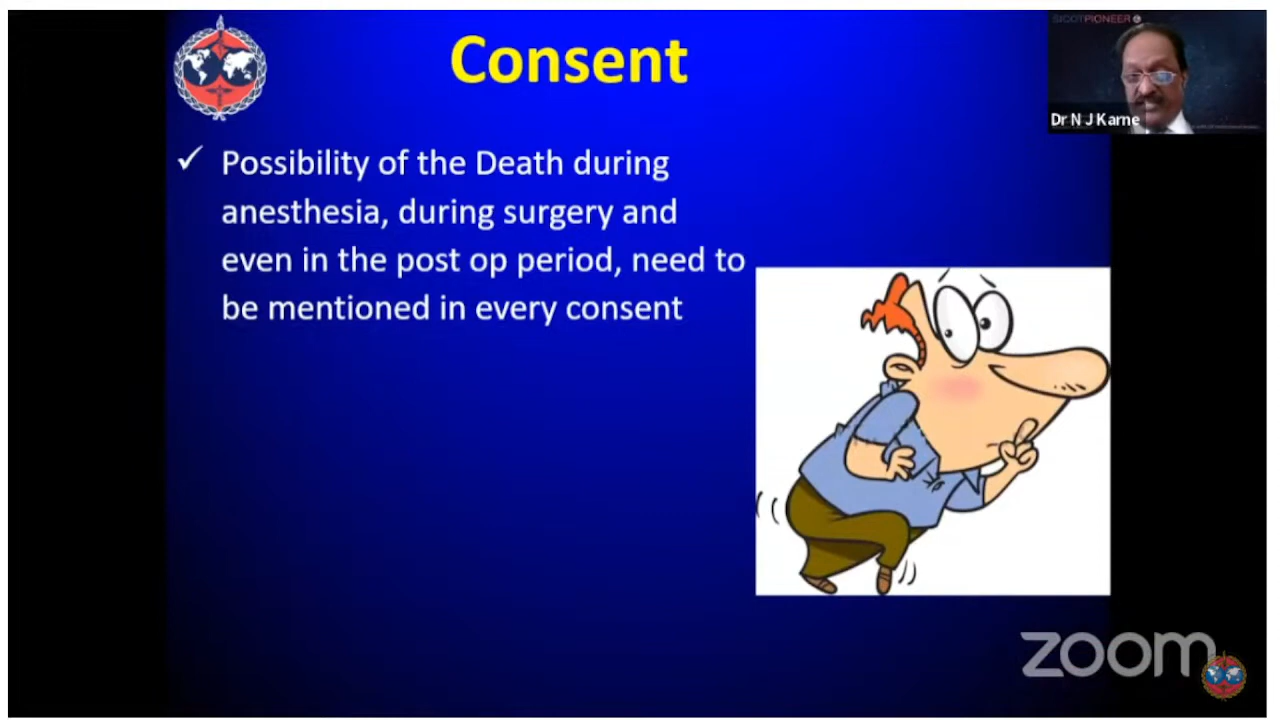 Consent
SICOTPIONEER
Dr N J Karne
✓ Possibility of the Death during
anesthesia, during surgery and
even in the post op period, need to
be mentioned in every consent
zoom